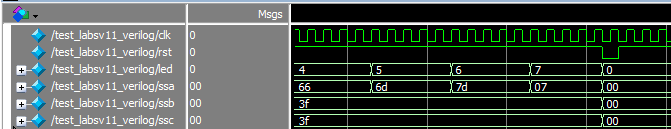 Msgs
/test_labsv11_verilog/clk 0
/test_labsv11_verilog/rst 0
/test_labsv11_verilog/led 0 4 5 6 7 0
/test_labsv11_verilog/ssa 00 66 6d 7d 07 00
/test_labsv11_verilog/ssb 00 3f 00
/test_labsv11_verilog/ssc 00 3f 00